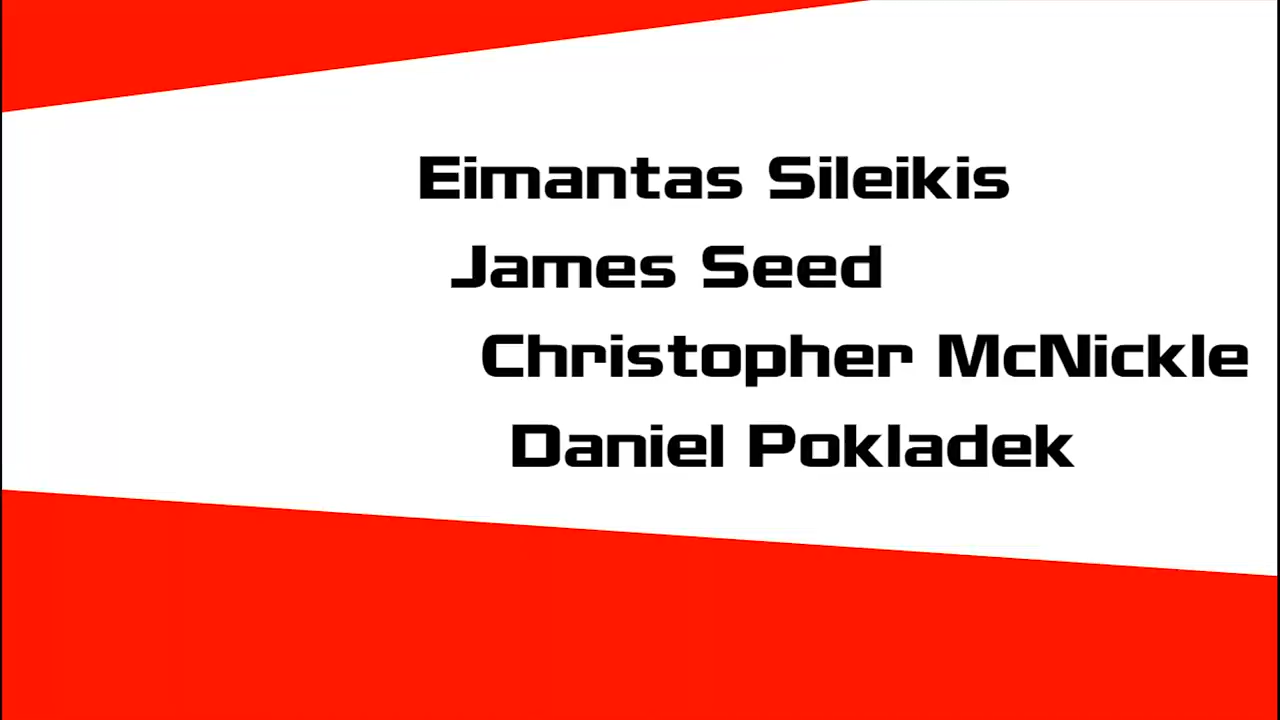 Eimantas Sileikis
James Seed
Christopher McNickle
Daniel Pokladek